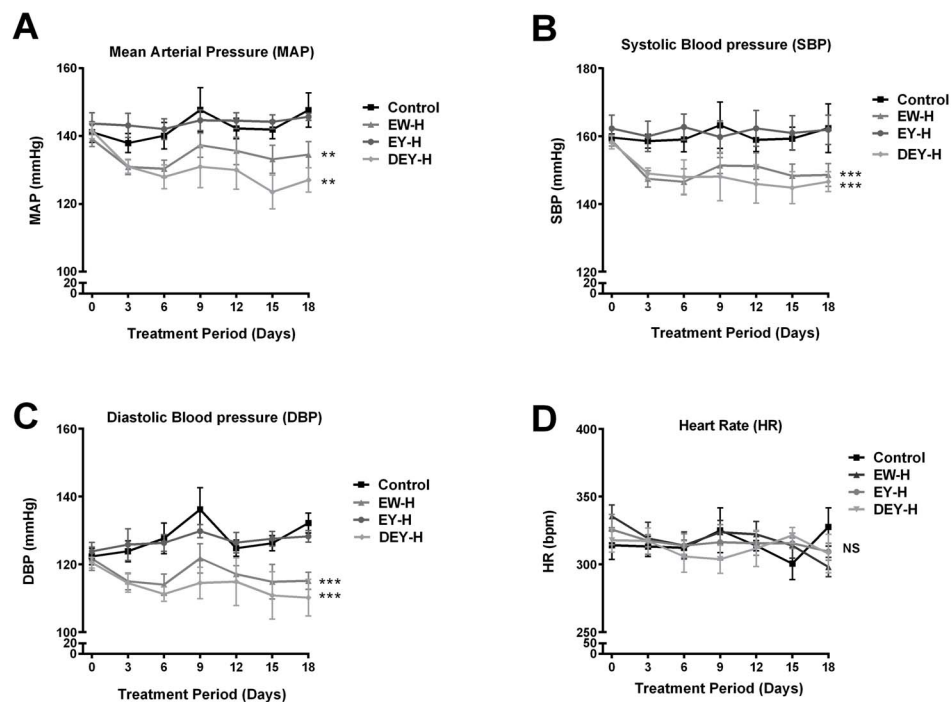 A
Mean Arterial Pressure (MAP)
MAP (mmHg)
160
140
120
100
20
0
0 3 6 9 12 15 18
Treatment Period (Days)
Control
EW-H
EY-H
DEY-H
**
**
B
Systolic Blood pressure (SBP)
SBP (mmHg)
180
160
140
120
20
0
0 3 6 9 12 15 18
Treatment Period (Days)
Control
EW-H
EY-H
DEY-H
***
***
C
Diastolic Blood pressure (DBP)
DBP (mmHg)
160
140
120
100
20
0
0 3 6 9 12 15 18
Treatment Period (Days)
Control
EW-H
EY-H
DEY-H
***
***
D
Heart Rate (HR)
HR (bpm)
400
350
300
250
50
0
0 3 6 9 12 15 18
Treatment Period (Days)
Control
EW-H
EY-H
DEY-H
NS